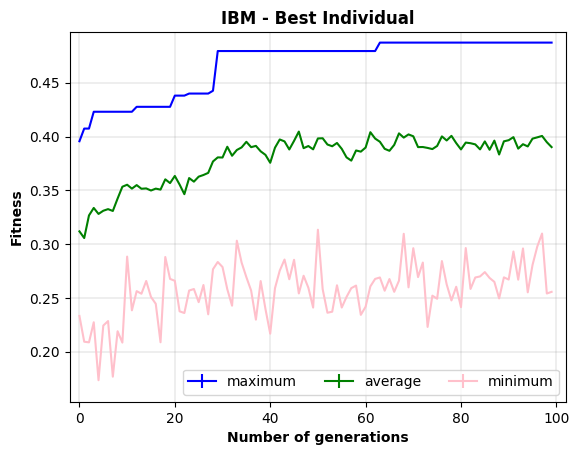 IBM - Best Individual
Fitness
0.45
0.40
0.35
0.30
0.25
0.20
maximum average minimum
0 20 40 60 80 100
Number of generations